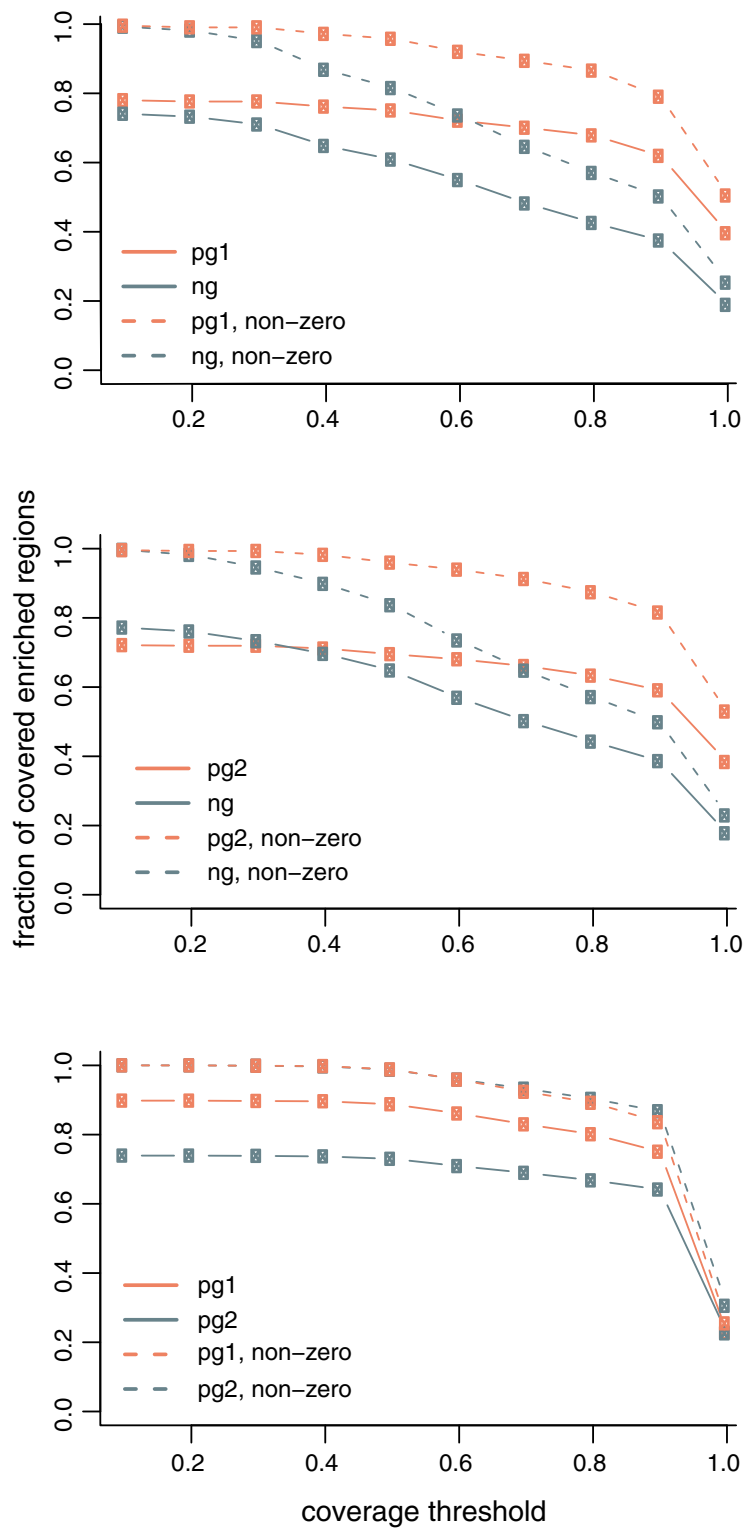 1.0
0.8
0.6
0.4
0.2
0.0
pg1
ng
pg1, non−zero
ng, non−zero
0.2 0.4 0.6 0.8 1.0
fraction of covered enriched regions
1.0
0.8
0.6
0.4
0.2
0.0
pg2
ng
pg2, non−zero
ng, non−zero
0.2 0.4 0.6 0.8 1.0
1.0
0.8
0.6
0.4
0.2
0.0
pg1
pg2
pg1, non−zero
pg2, non−zero
0.2 0.4 0.6 0.8 1.0
coverage threshold